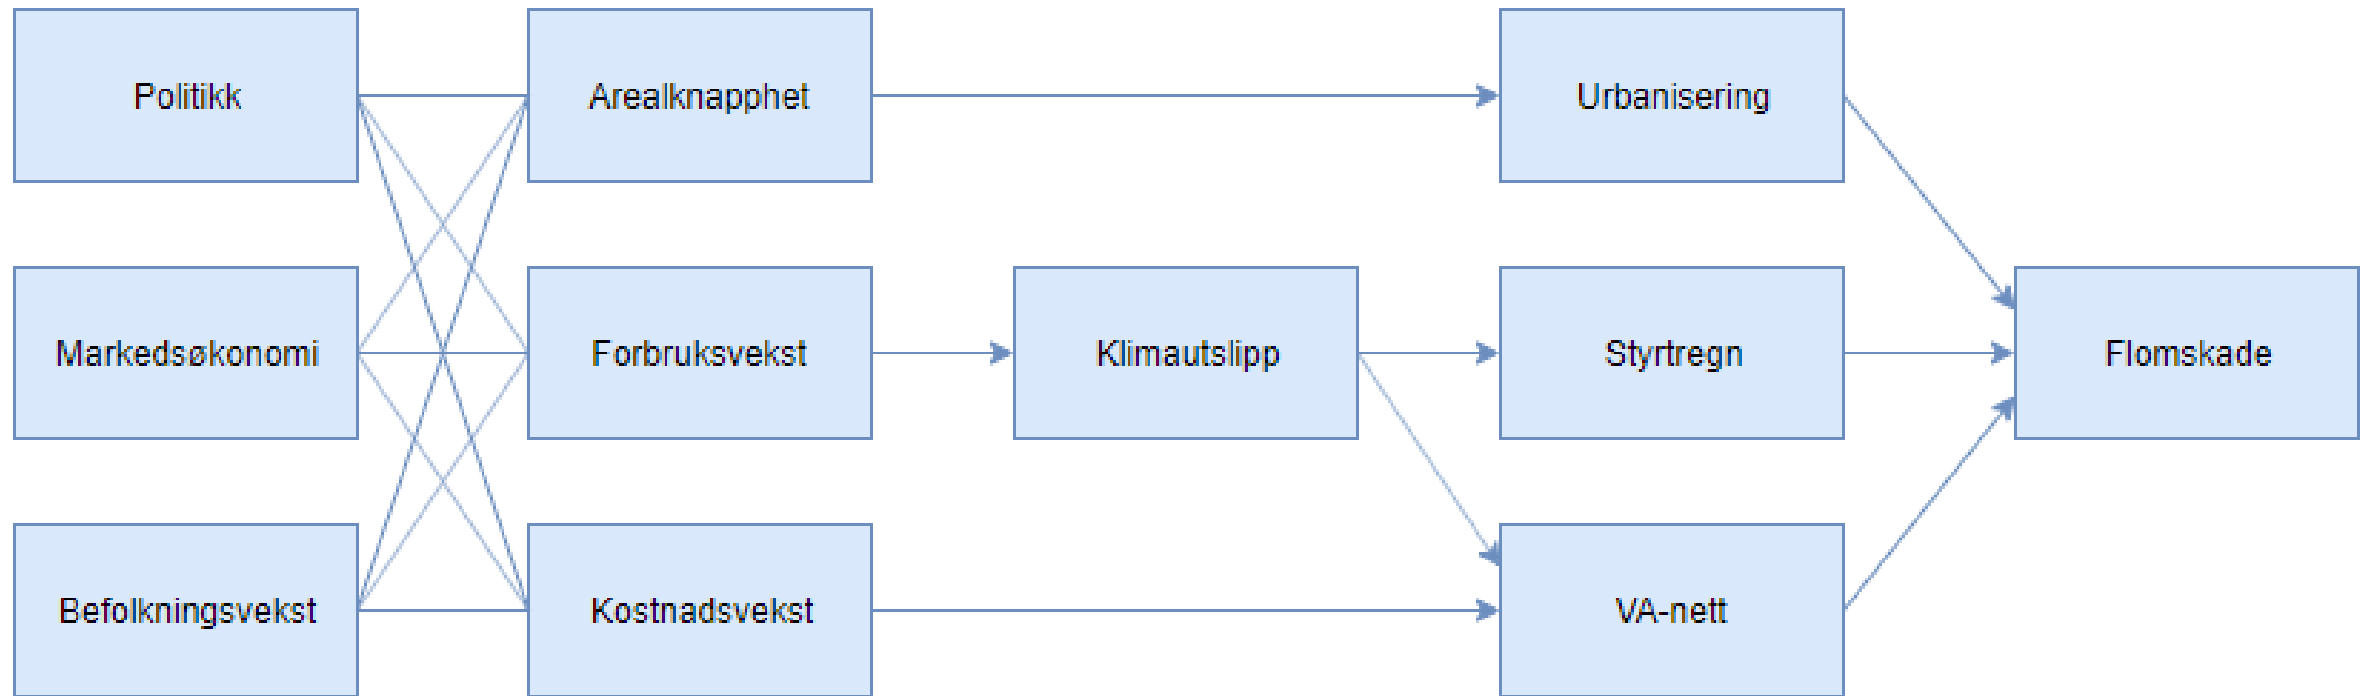 Politikk
Arealknapphet
Urbanisering
Markedsøkonomi
Forbruksvekst
Klimautslipp
Styrtregn
Flomskade
Befolkningsvekst
Kostnadsvekst
VA-nett